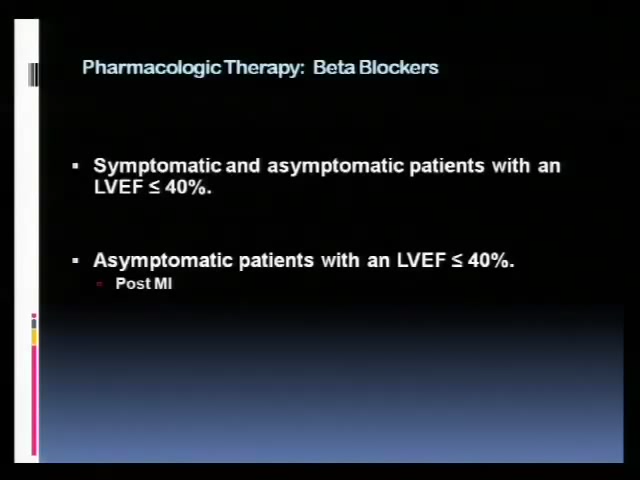 Pharmacologic Therapy: Beta Blockers
Symptomatic and asymptomatic patients with an
LVEF ≤ 40%.
Asymptomatic patients with an LVEF ≤ 40%.
Post MI